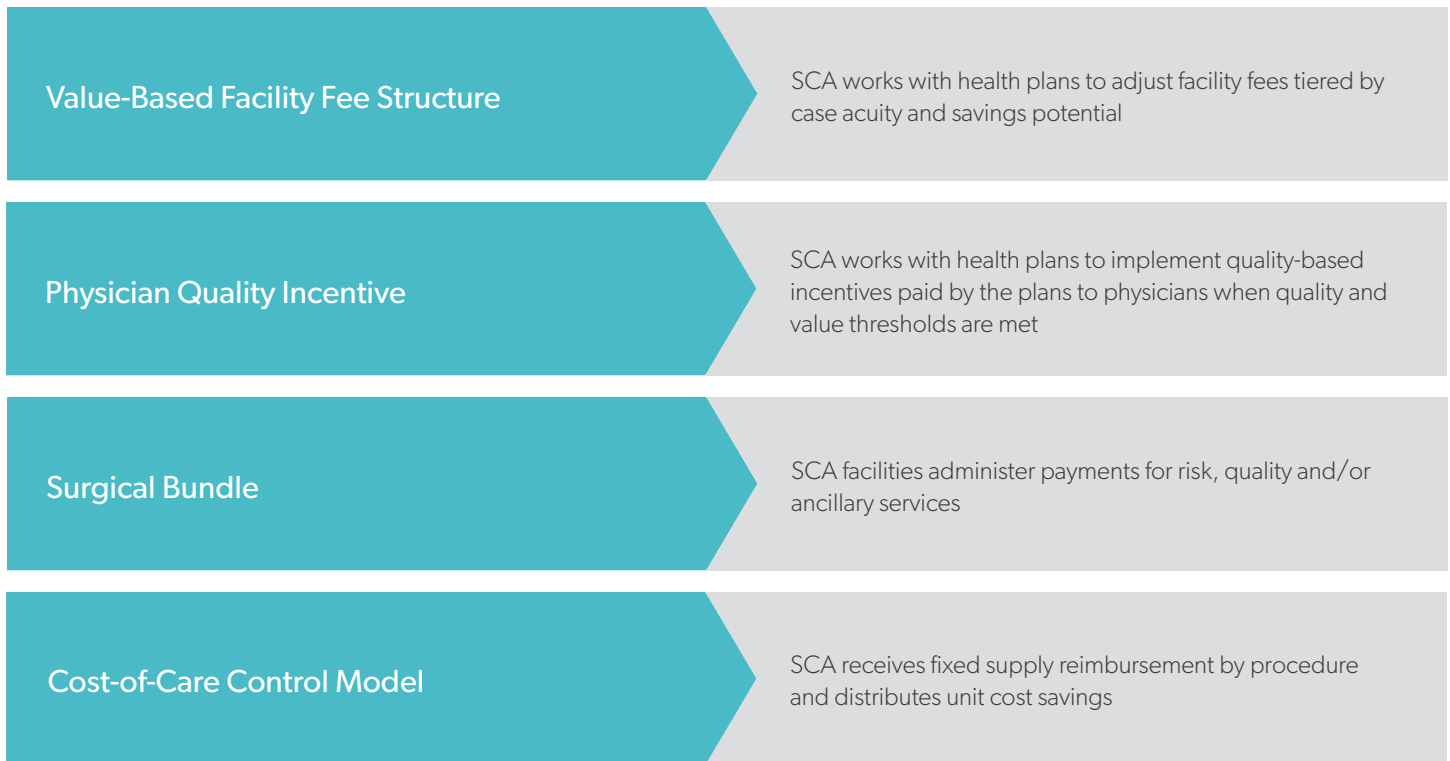 Value-Based Facility Fee Structure
SCA works with health plans to adjust facility fees tiered by
case acuity and savings potential
Physician Quality Incentive
SCA works with health plans to implement quality-based
incentives paid by the plans to physicians when quality and
value thresholds are met
Surgical Bundle
SCA facilities administer payments for risk, quality and/or
ancillary services
Cost-of-Care Control Model
SCA receives fixed supply reimbursement by procedure
and distributes unit cost savings